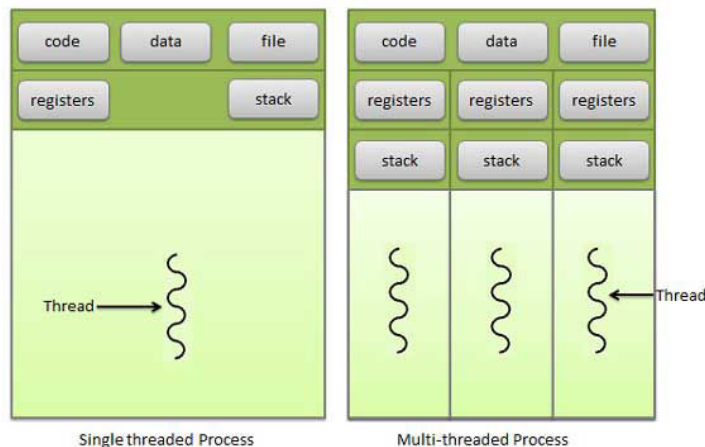 code data file
registers stack
Thread
Single threaded Process
code data file
registers registers registers
stack stack stack
Thread
Multi-threaded Process